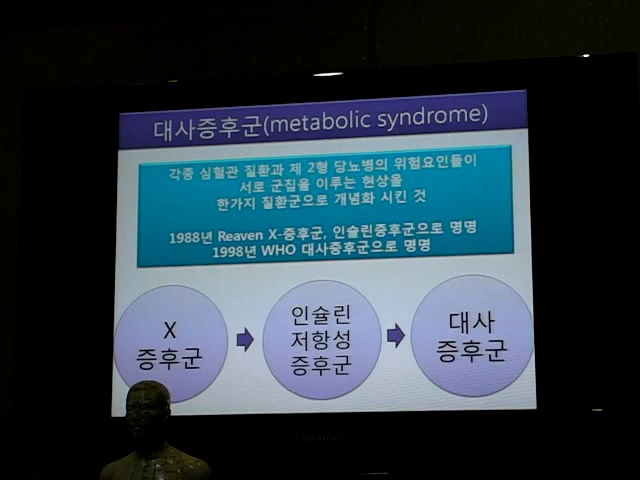 대사증후군(metabolic syndrome)
각종 심혈관 질환과 제 2형 당뇨병의 위험요인들이
서로 군집을 이루는 현상을
한가지 질환군으로 개념화 시킨 것
1988년 Reaven X-증후군, 인슐린증후군으로 명명
1998년 WHO 대사증후군으로 명명
X
증후군
인슐린
저항성
증후군
대사
증후군
SAMSUNG